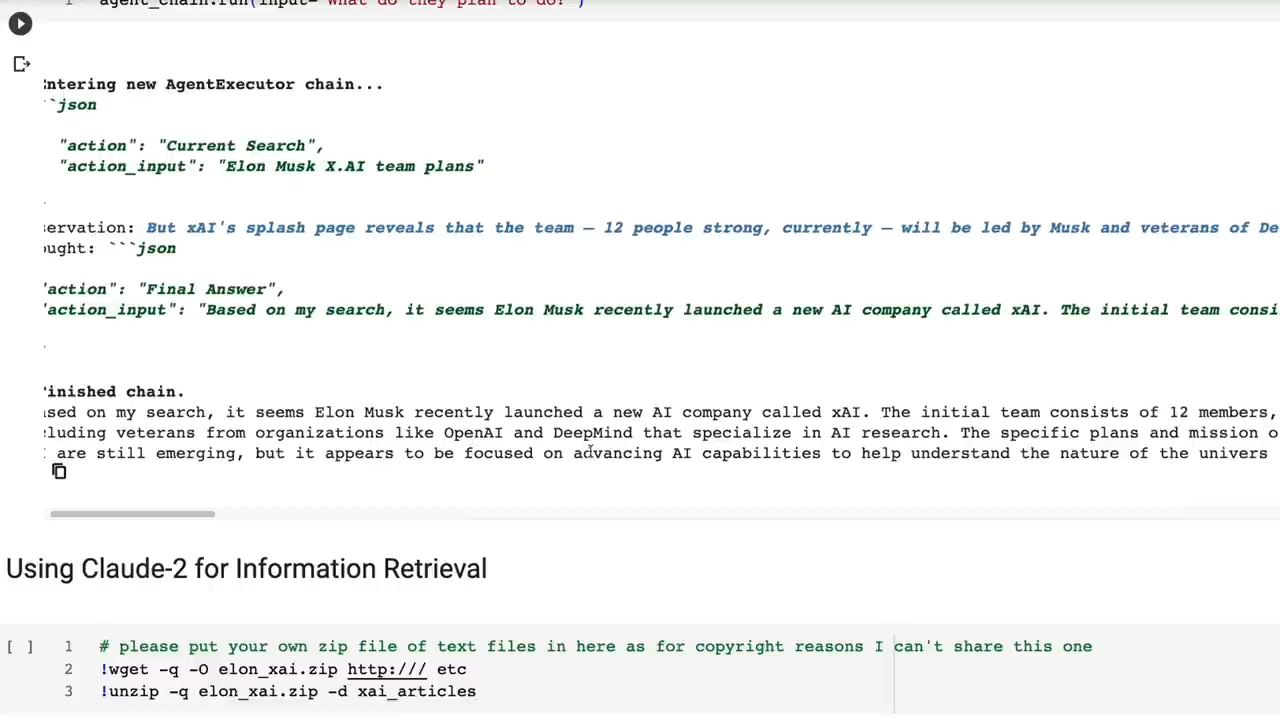 1 agent_chain.run(input="What do they plan to do?")
ntering new AgentExecutor chain...
``json
"action": "Current Search",
"action_input": "Elon Musk X.AI team plans"
servation: But xAI's splash page reveals that the team — 12 people strong, currently — will be led by Musk and veterans of De
ought: ```json
"action": "Final Answer",
"action_input": "Based on my search, it seems Elon Musk recently launched a new AI company called xAI. The initial team consi
inished chain.
ased on my search, it seems Elon Musk recently launched a new AI company called xAI. The initial team consists of 12 members,
cluding veterans from organizations like OpenAI and DeepMind that specialize in AI research. The specific plans and mission o
I are still emerging, but it appears to be focused on advancing AI capabilities to help understand the nature of the univers
Using Claude-2 for Information Retrieval
[ ] 1 # please put your own zip file of text files in here as for copyright reasons I can't share this one
2 !wget -q -O elon_xai.zip http:/// etc
3 !unzip -q elon_xai.zip -d xai_articles